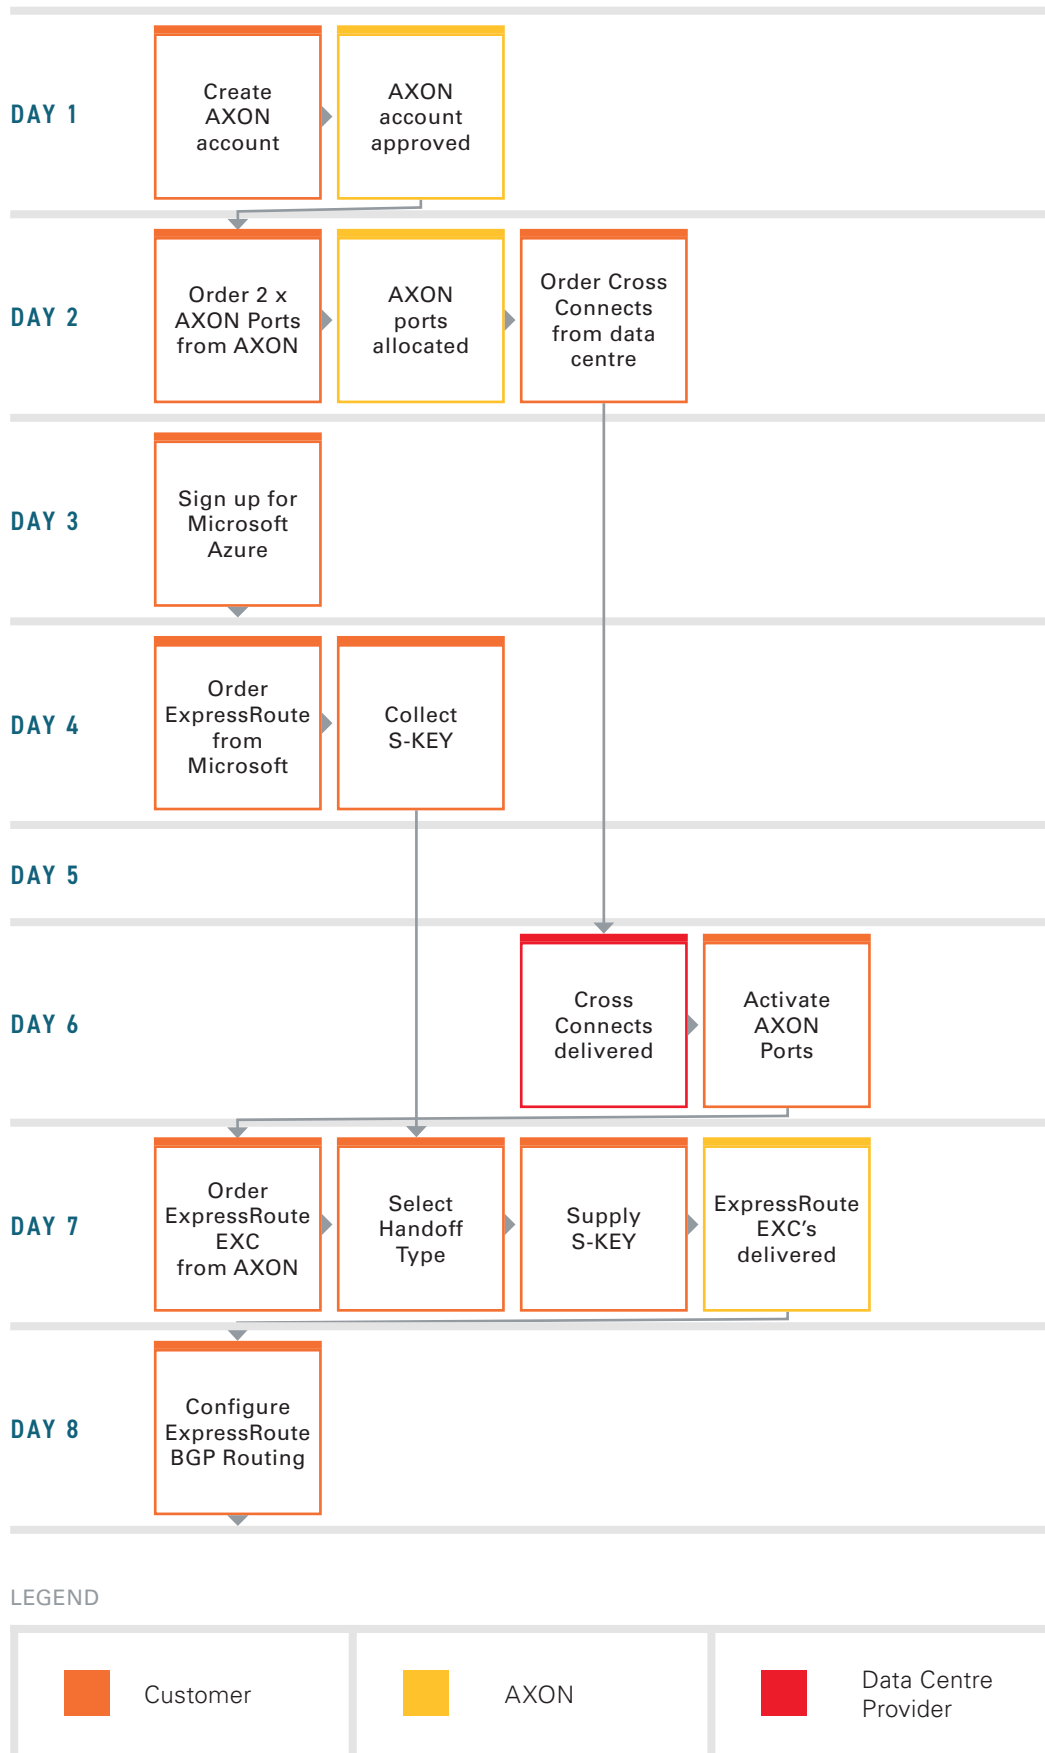 DAY 1
Create
AXON
account
AXON
account
approved
DAY 2
Order 2 x
AXON Ports
from AXON
AXON
ports
allocated
Order Cross
Connects
from data
centre
DAY 3
Sign up for
Microsoft
Azure
DAY 4
Order
ExpressRoute
from
Microsoft
Collect
S-KEY
DAY 5
DAY 6
Cross
Connects
delivered
Activate
AXON
Ports
DAY 7
Order
ExpressRoute
EXC
from AXON
Select
Handoff
Type
Supply
S-KEY
ExpressRoute
EXC’s
delivered
DAY 8
Configure
ExpressRoute
BGP Routing
LEGEND
Customer
AXON
Data Centre
Provider